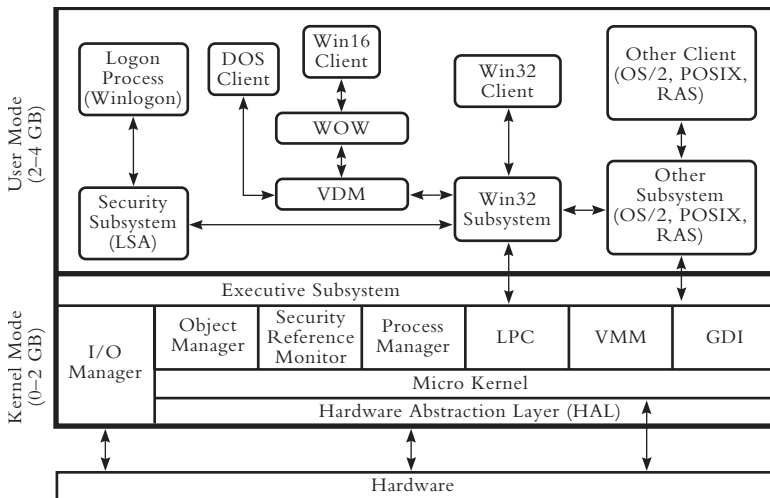 User Mode
(2–4 GB)
Logon
Process
(Winlogon)
DOS
Client
Win16
Client
Win32
Client
Other Client
(OS/2, POSIX,
RAS)
WOW
VDM
Security
Subsystem
(LSA)
Win32
Subsystem
Other
Subsystem
(OS/2, POSIX,
RAS)
Kernel Mode
(0–2 GB)
Executive Subsystem
I/O
Manager
Object
Manager
Security
Reference
Monitor
Process
Manager
LPC
VMM
GDI
Micro Kernel
Hardware Abstraction Layer (HAL)
Hardware